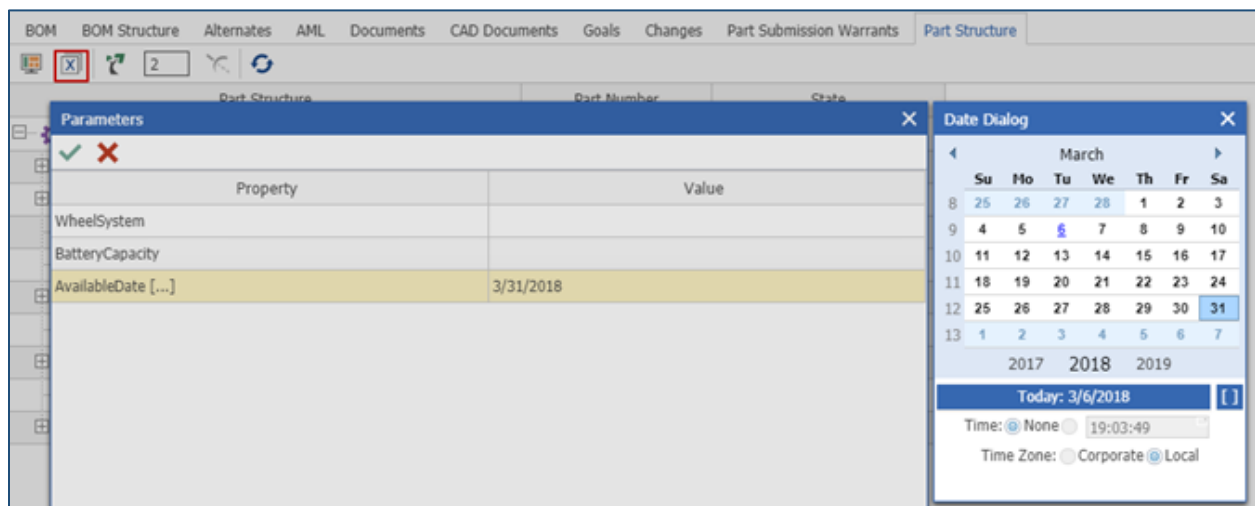 BOM BOM Structure Alternates AML Documents CAD Documents Goals Changes Part Submission Warrants Part Structure
X 2
Part Structure Part Number State
Parameters
Property Value
WheelSystem
BatteryCapacity
AvailableDate [...] 3/31/2018
Date Dialog
March
Su Mo Tu We Th Fr Sa
8 25 26 27 28 1 2 3
9 4 5 6 7 8 9 10
10 11 12 13 14 15 16 17
11 18 19 20 21 22 23 24
12 25 26 27 28 29 30 31
13 1 2 3 4 5 6 7
2017 2018 2019
Today: 3/6/2018 [ ]
Time: None 19:03:49
Time Zone: Corporate Local